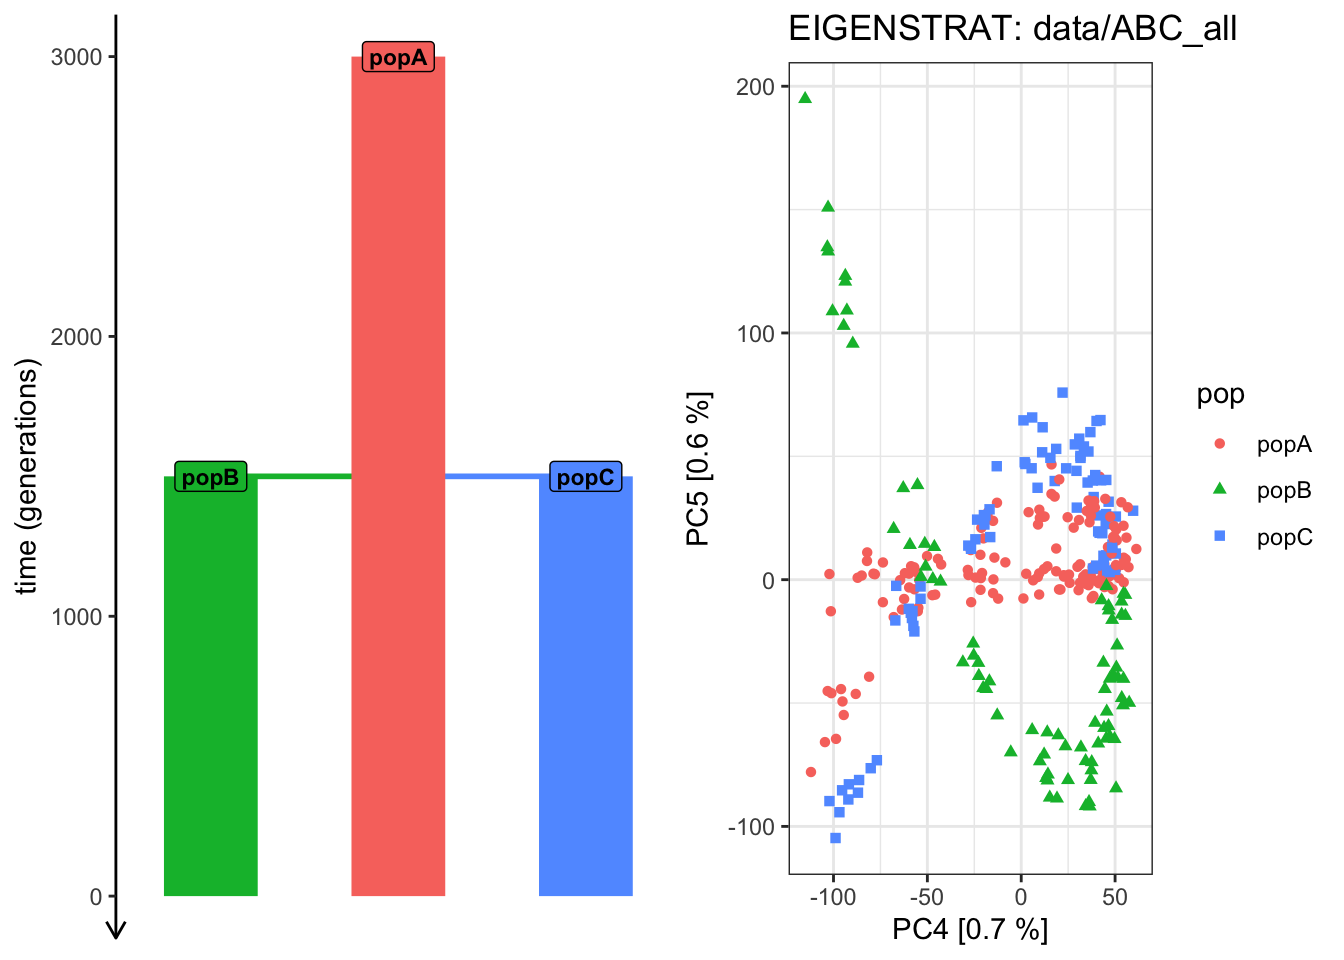 time (generations)
3000
2000
1000
0
popA
popB
popC
EIGENSTRAT: data/ABC_all
PC5 [0.6 %]
200
100
0
-100
-100
-50
0
50
PC4 [0.7 %]
pop
popA
popB
popC